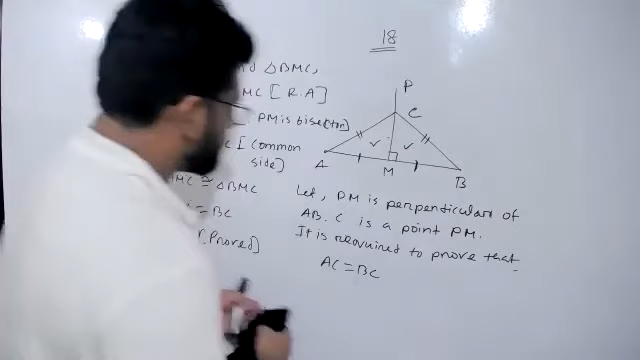 18
△BMC,
MC [R.A]
PM is bisector]
C [common
side]
MC ≅ △BMC
= BC
[Proved]
P
C
A
M
B
Let, PM is perpendicular of
AB. C is a point PM.
It is required to prove that
AC = BC